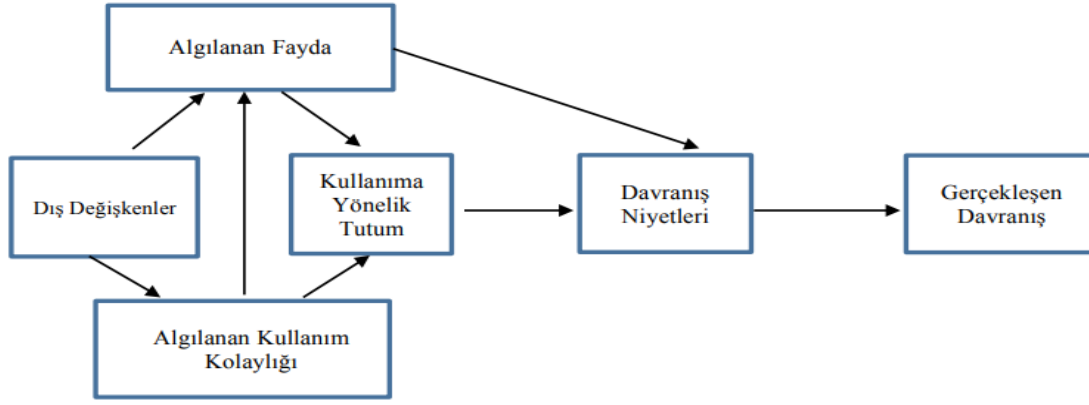 Algılanan Fayda
Dış Değişkenler
Kullanıma
Yönelik
Tutum
Davranış
Niyetleri
Gerçekleşen
Davranış
Algılanan Kullanım
Kolaylığı